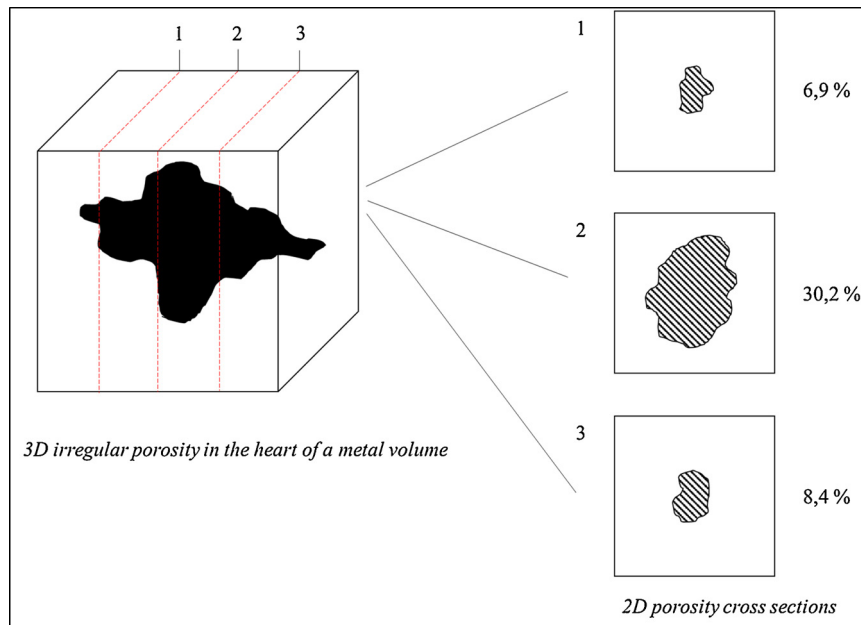 1 2 3
3D irregular porosity in the heart of a metal volume
1
6,9 %
2
30,2 %
3
8,4 %
2D porosity cross sections